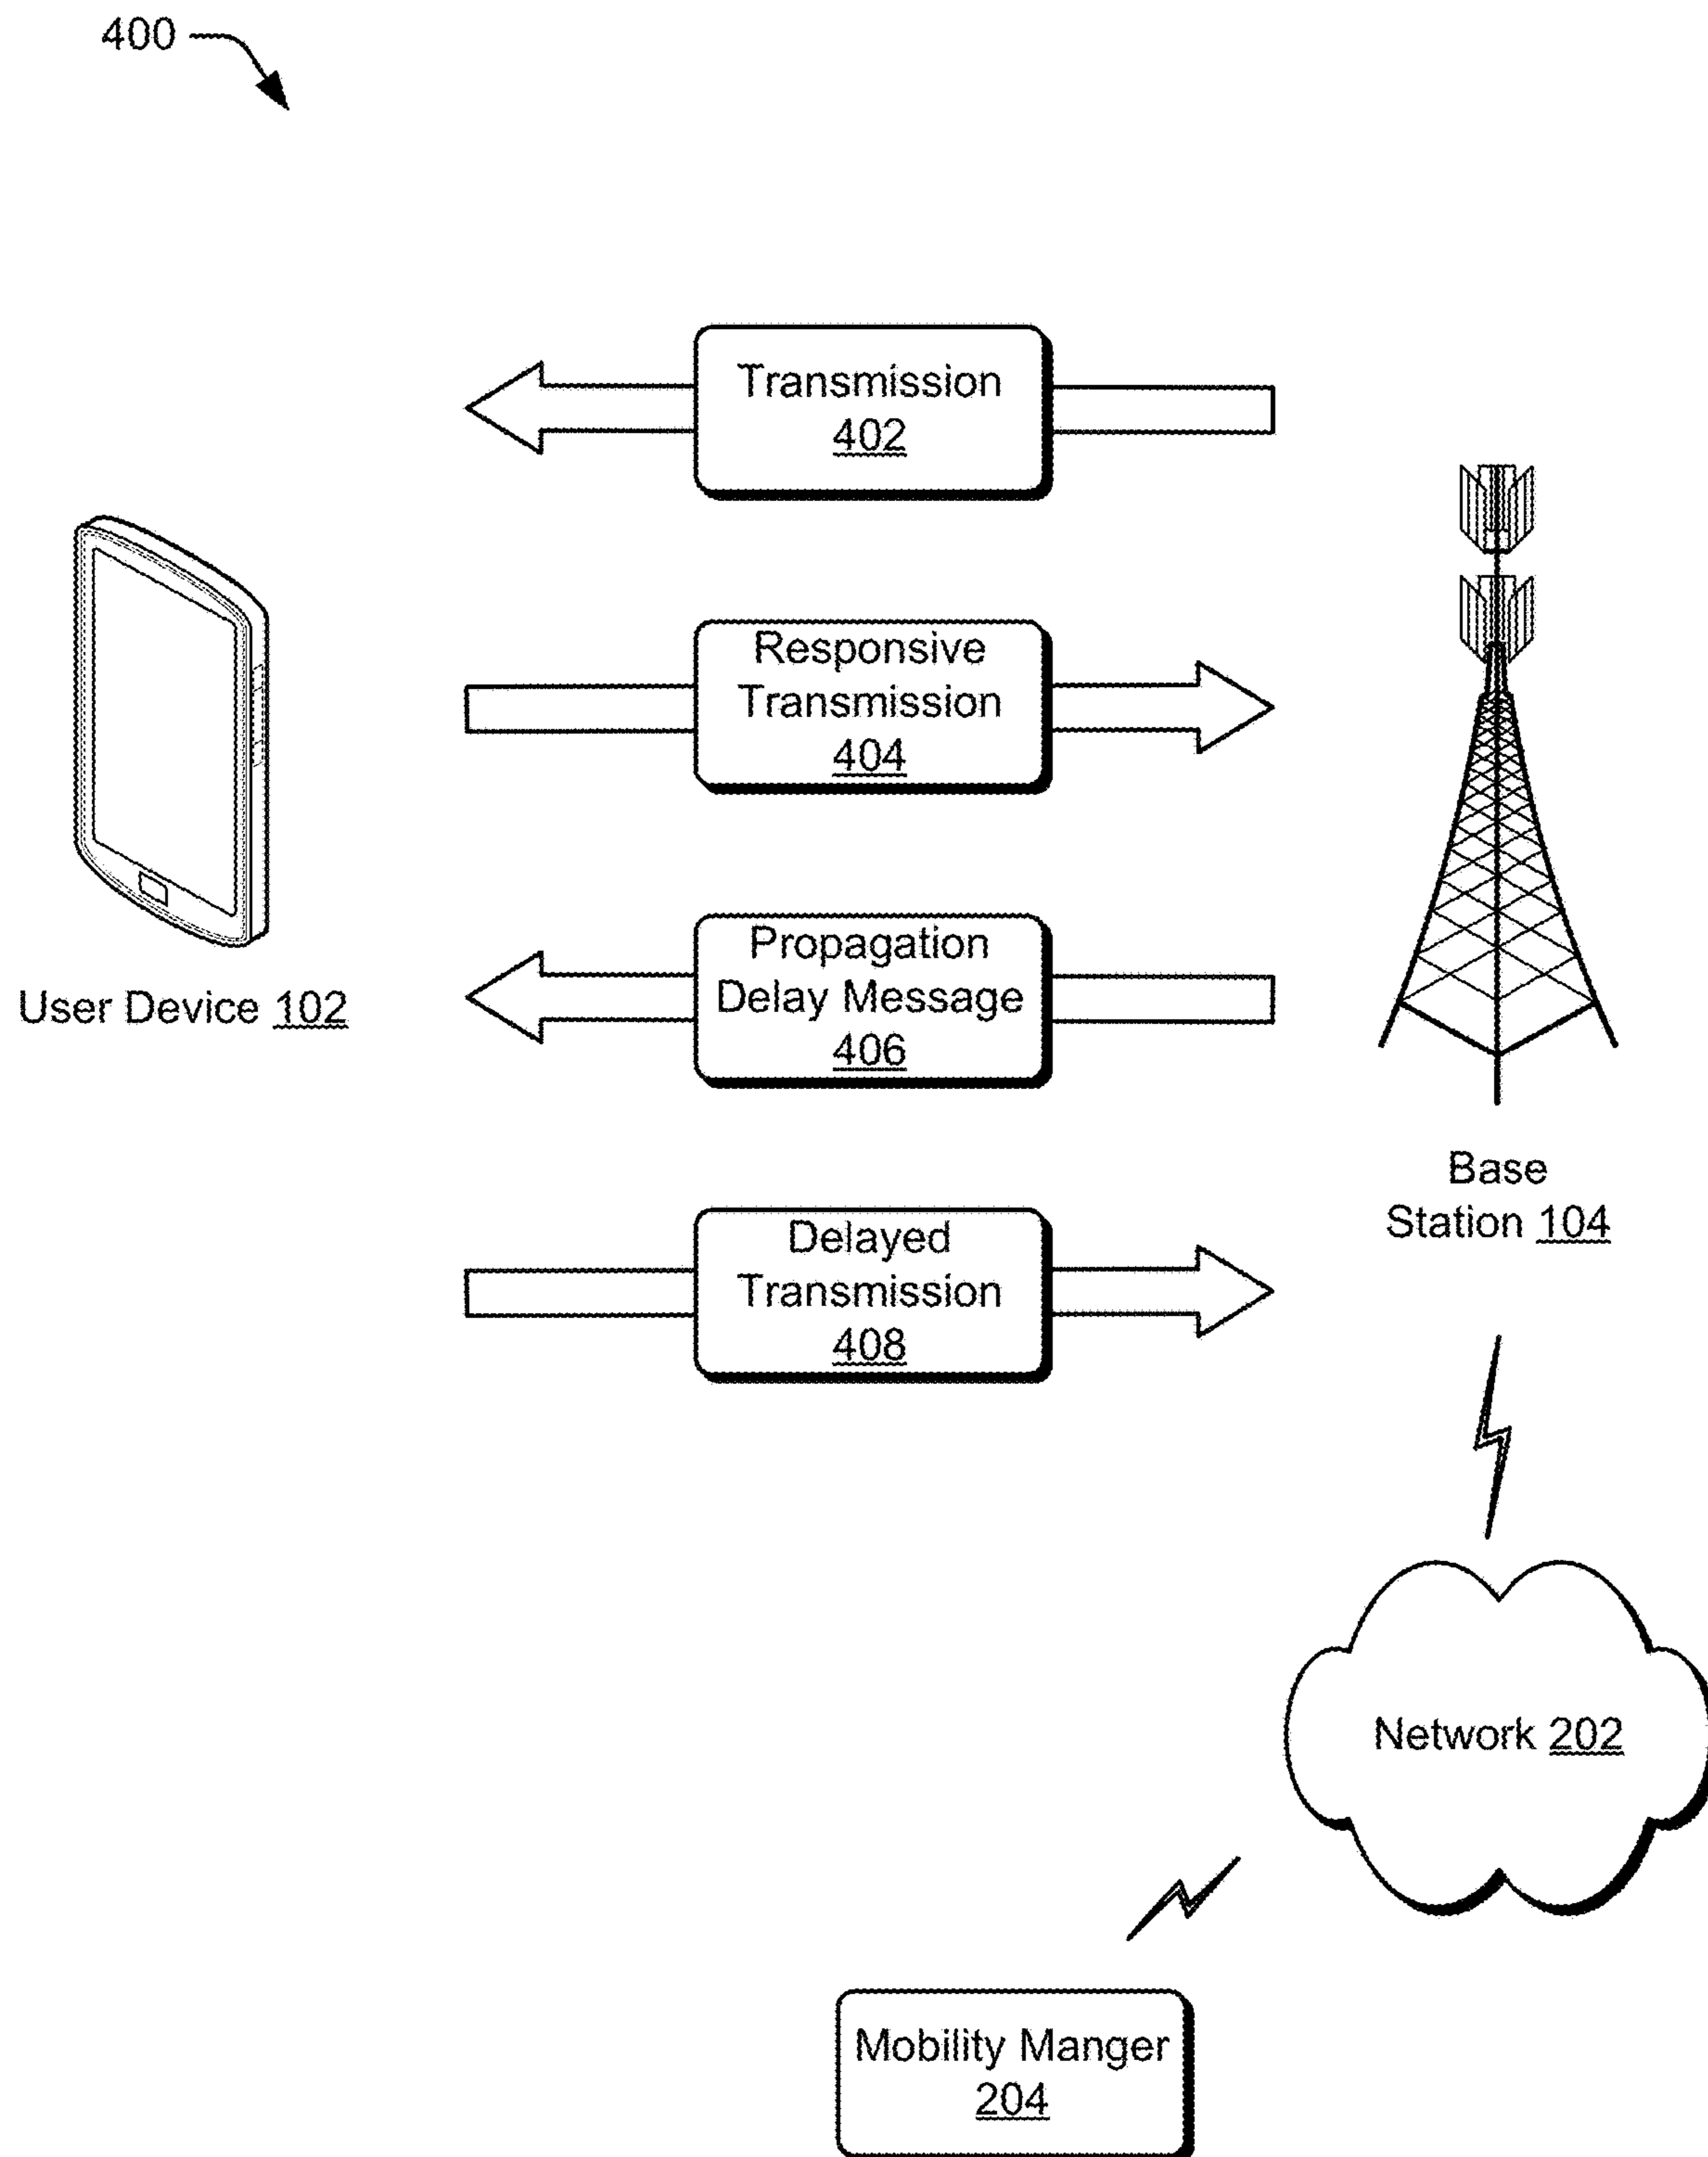 400
Transmission
402
Responsive
Transmission
404
User Device 102
Propagation
Delay Message
406
Base
Station 104
Delayed
Transmission
408
Network 202
Mobility Manger
204